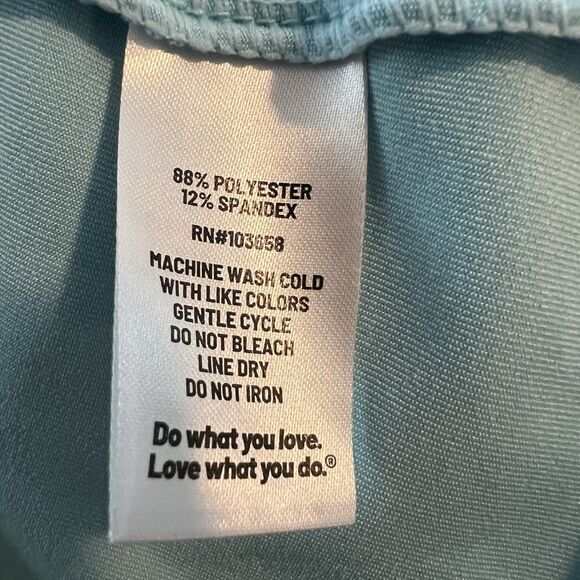 88% POLYESTER
12% SPANDEX
RN#103658
MACHINE WASH COLD
WITH LIKE COLORS
GENTLE CYCLE
DO NOT BLEACH
LINE DRY
DO NOT IRON
Do what you love.
Love what you do.®